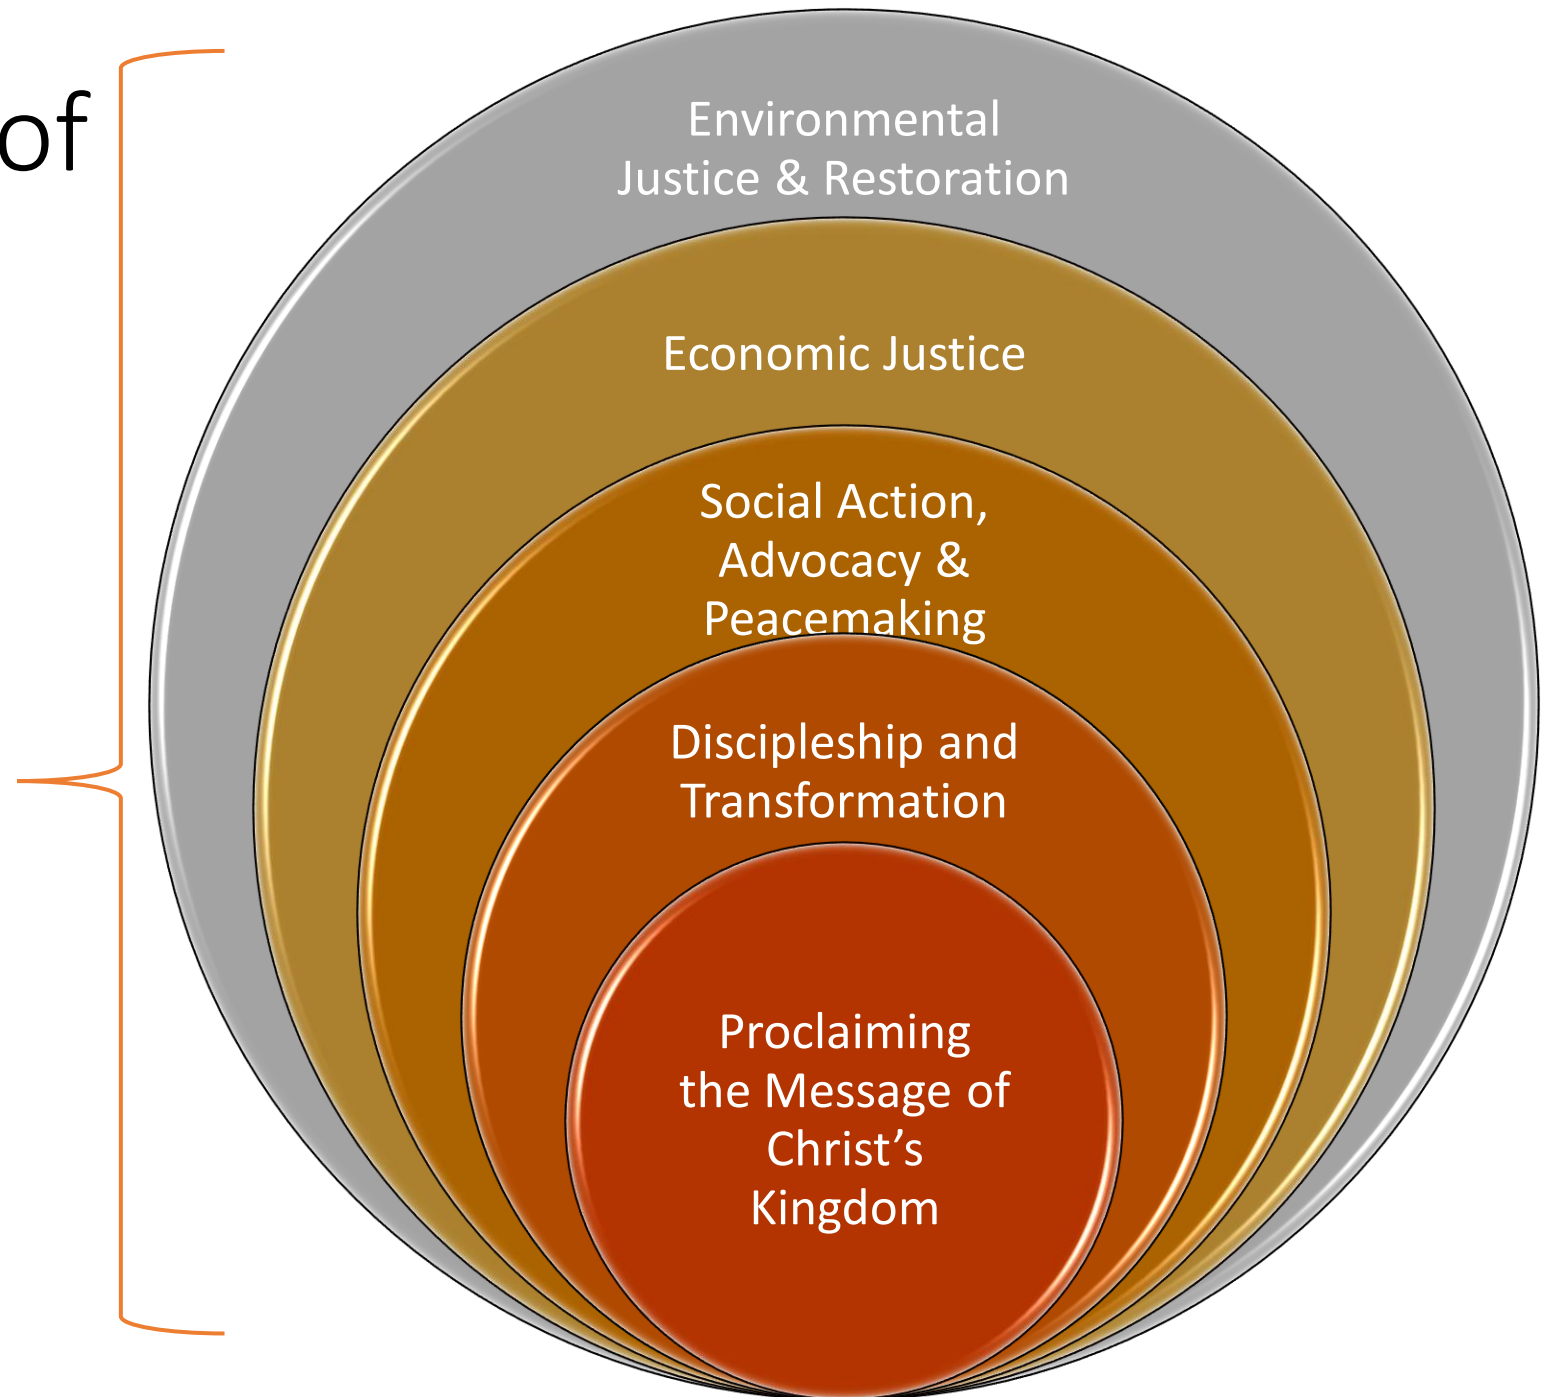 of
Environmental
Justice & Restoration
Economic Justice
Social Action,
Advocacy &
Peacemaking
Discipleship and
Transformation
Proclaiming
the Message of
Christ’s
Kingdom